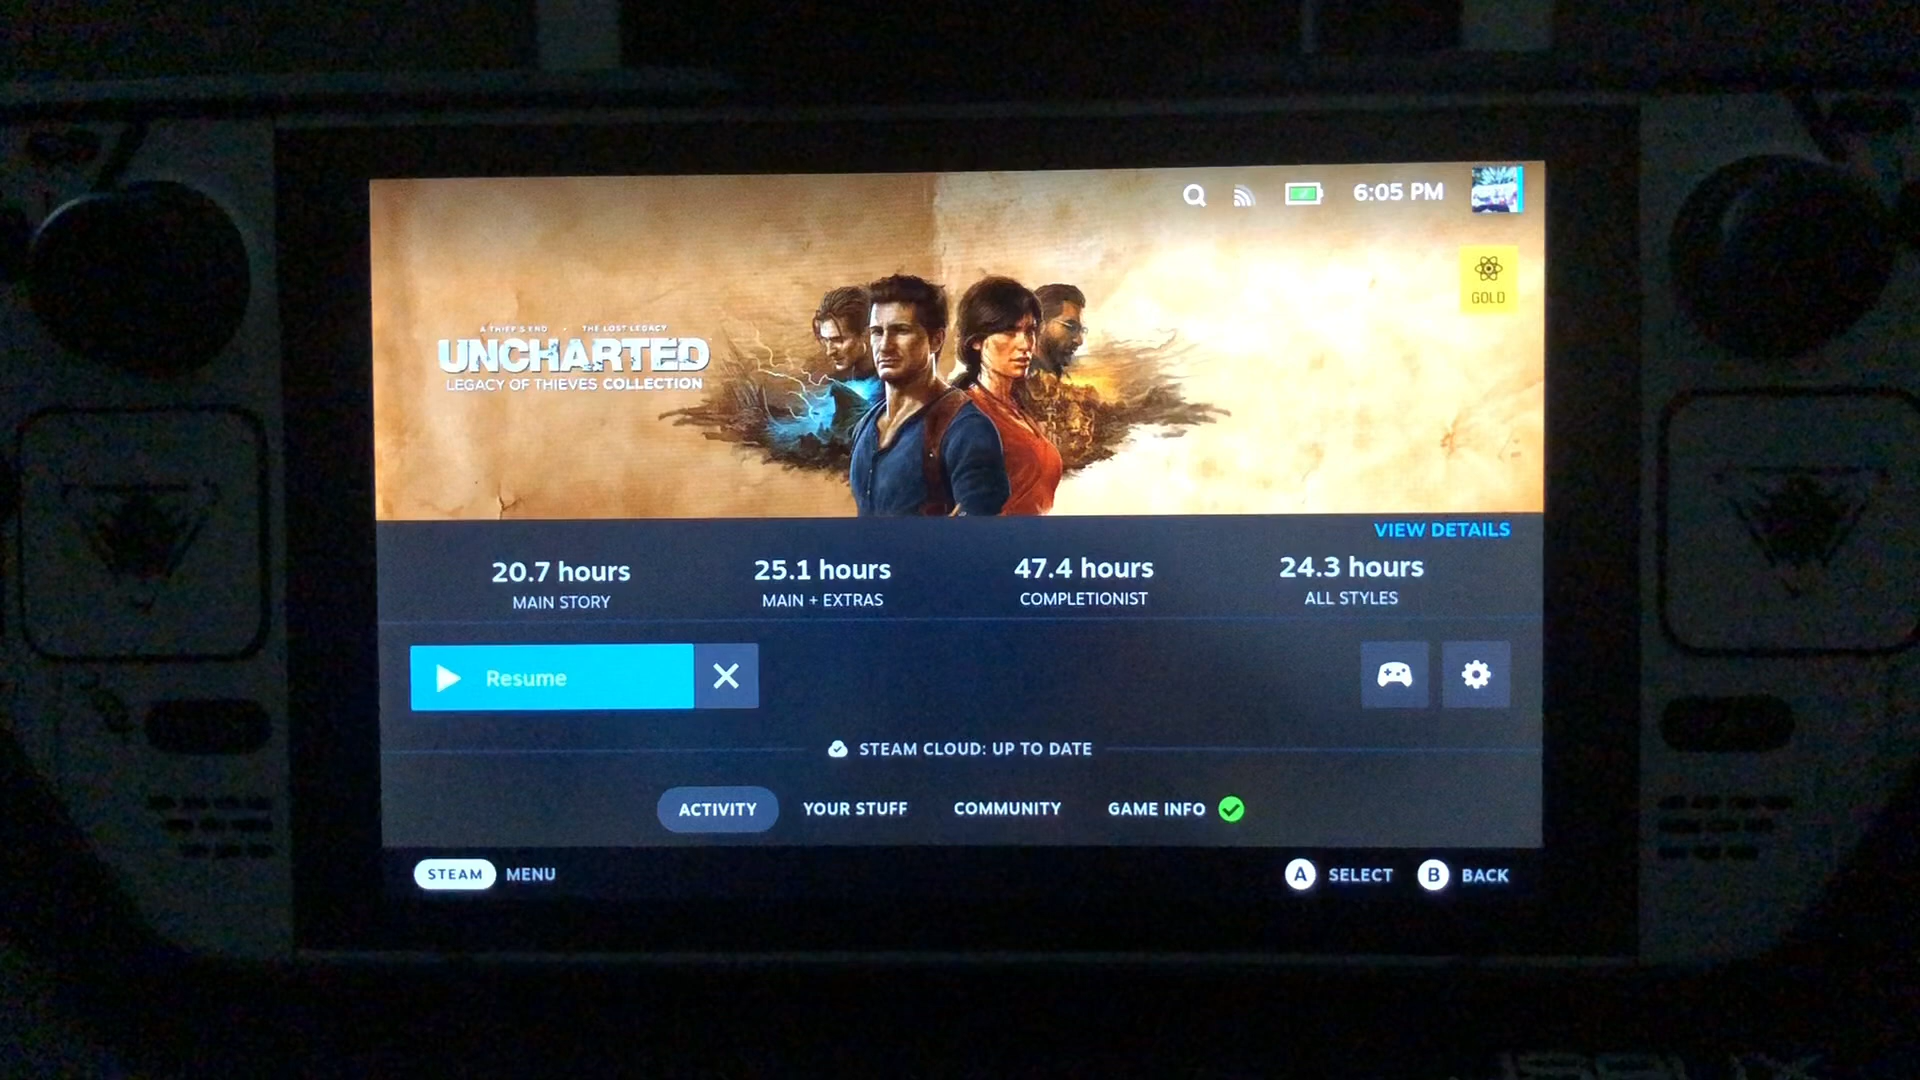 6:05 PM
GOLD
A THIEF'S END · THE LOST LEGACY
UNCHARTED
LEGACY OF THIEVES COLLECTION
VIEW DETAILS
20.7 hours
MAIN STORY
25.1 hours
MAIN + EXTRAS
47.4 hours
COMPLETIONIST
24.3 hours
ALL STYLES
Resume
STEAM CLOUD: UP TO DATE
ACTIVITY
YOUR STUFF
COMMUNITY
GAME INFO
STEAM MENU
A SELECT
B BACK